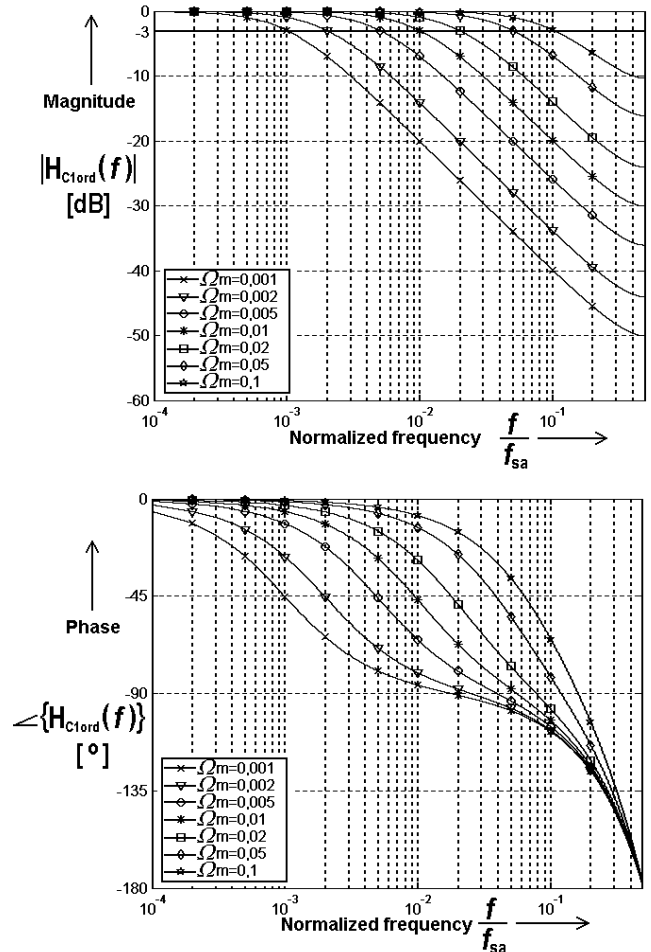 0
-3
-10
Magnitude
-20
|H_C1ord(f)|
[dB]
-30
-40
-50
-60
Ωm=0,001
Ωm=0,002
Ωm=0,005
Ωm=0,01
Ωm=0,02
Ωm=0,05
Ωm=0,1
10^-4 10^-3 10^-2 10^-1
Normalized frequency f/f_sa
0
-45
Phase
-90
∠{H_C1ord(f)}
[°]
-135
-180
Ωm=0,001
Ωm=0,002
Ωm=0,005
Ωm=0,01
Ωm=0,02
Ωm=0,05
Ωm=0,1
10^-4 10^-3 10^-2 10^-1
Normalized frequency f/f_sa